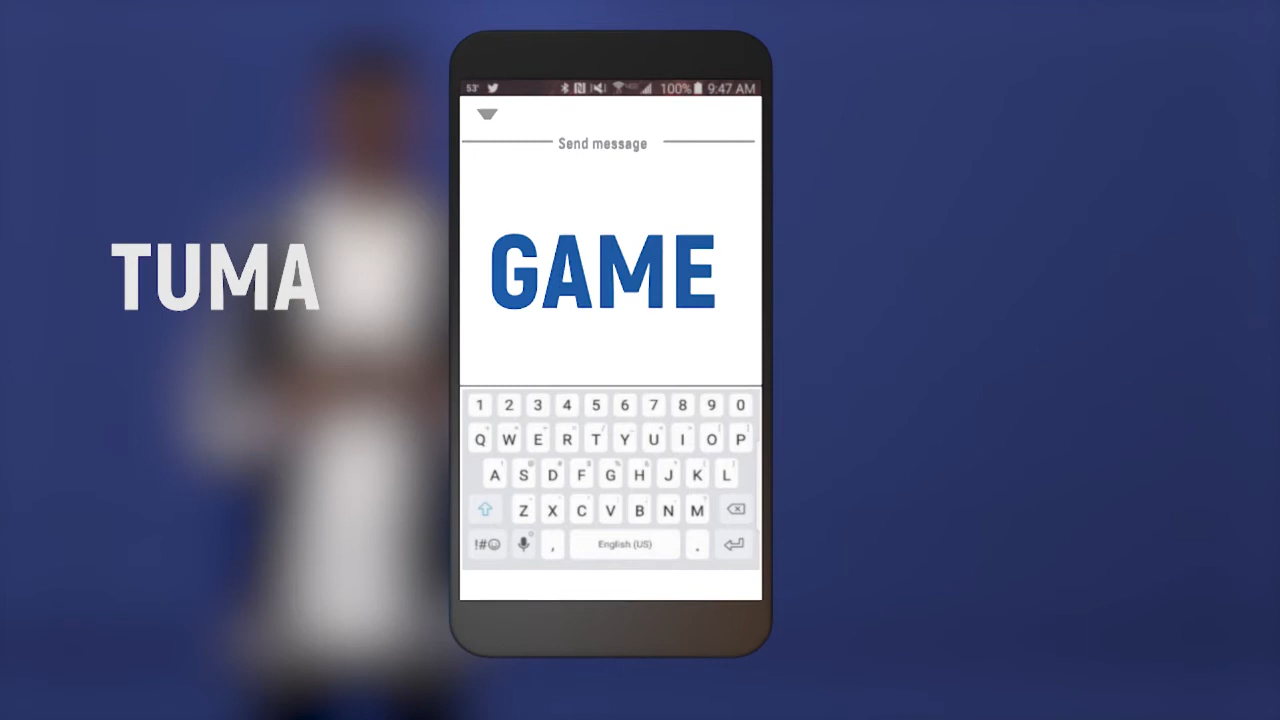 53°
100% 9:47 AM
Send message
TUMA
GAME
1 2 3 4 5 6 7 8 9 0
Q W E R T Y U I O P
A S D F G H J K L
Z X C V B N M
!#☺ , English (US) .